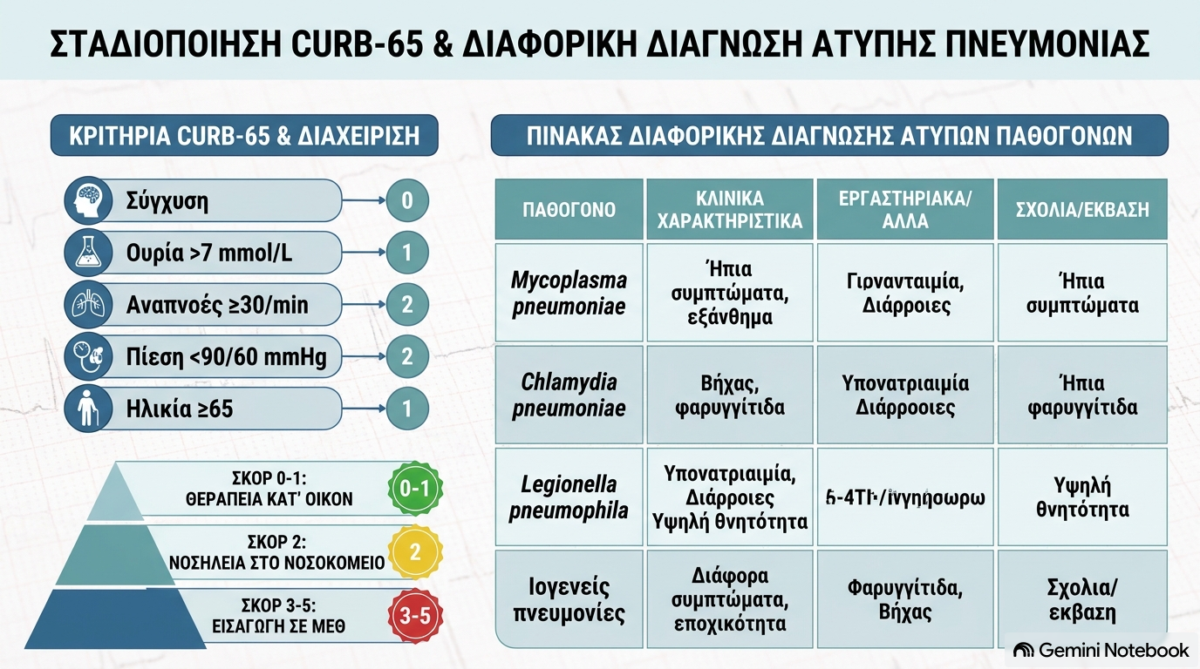 ΣΤΑΔΙΟΠΟΙΗΣΗ CURB-65 & ΔΙΑΦΟΡΙΚΗ ΔΙΑΓΝΩΣΗ ΑΤΥΠΗΣ ΠΝΕΥΜΟΝΙΑΣ
ΚΡΙΤΗΡΙΑ CURB-65 & ΔΙΑΧΕΙΡΙΣΗ
Σύγχυση 0
Ουρία >7 mmol/L 1
Αναπνοές ≥30/min 2
Πίεση <90/60 mmHg 2
Ηλικία ≥65 1
ΣΚΟΡ 0-1:
ΘΕΡΑΠΕΙΑ ΚΑΤ' ΟΙΚΟΝ
0-1
ΣΚΟΡ 2:
ΝΟΣΗΛΕΙΑ ΣΤΟ ΝΟΣΟΚΟΜΕΙΟ
2
ΣΚΟΡ 3-5:
ΕΙΣΑΓΩΓΗ ΣΕ ΜΕΘ
3-5
ΠΙΝΑΚΑΣ ΔΙΑΦΟΡΙΚΗΣ ΔΙΑΓΝΩΣΗΣ ΑΤΥΠΩΝ ΠΑΘΟΓΟΝΩΝ
ΠΑΘΟΓΟΝΟ
ΚΛΙΝΙΚΑ
ΧΑΡΑΚΤΗΡΙΣΤΙΚΑ
ΕΡΓΑΣΤΗΡΙΑΚΑ/
ΑΛΛΑ
ΣΧΟΛΙΑ/ΕΚΒΑΣΗ
Mycoplasma
pneumoniae
Ήπια
συμπτώματα,
εξάνθημα
Διάρροιες
Ήπια
συμπτώματα
Chlamydia
pneumoniae
Βήχας,
φαρυγγίτιδα
Υπονατριαιμία
Διάρροοιες
Ήπια
φαρυγγίτιδα
Legionella
pneumophila
Υπονατριαιμία,
Διάρροιες
Υψηλή θνητότητα
Υψηλή
θνητότητα
Ιογενείς
πνευμονίες
Διάφορα
συμπτώματα,
εποχικότητα
Φαρυγγίτιδα,
Βήχας
Σχολια/
εκβαση
Gemini Notebook